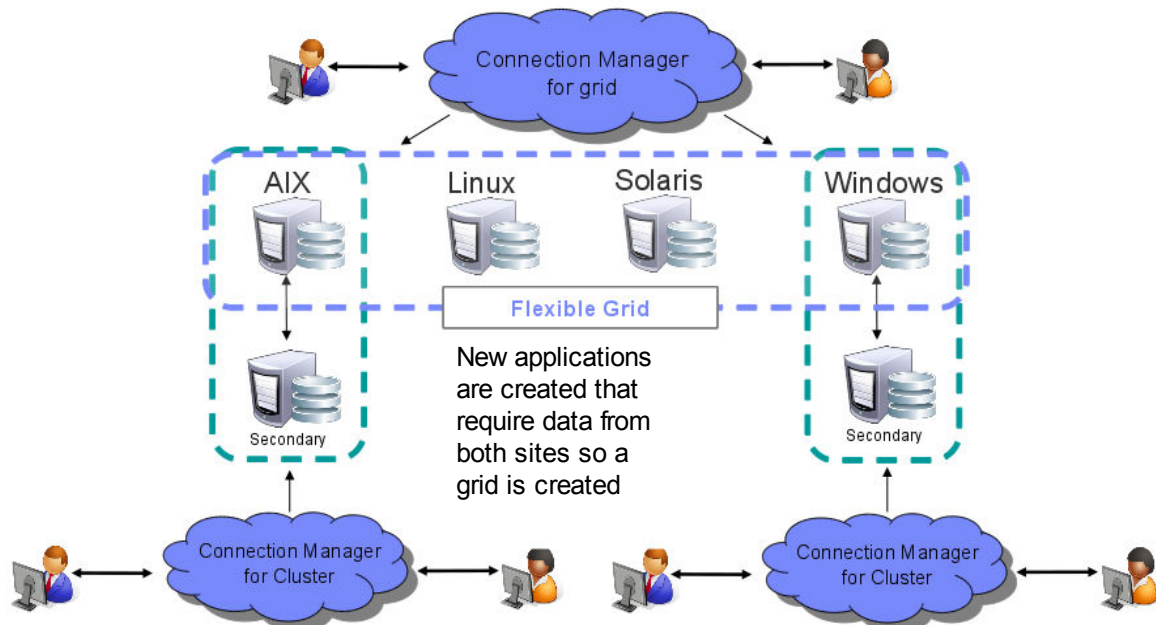 Connection Manager
for grid
AIX
Linux
Solaris
Windows
Flexible Grid
New applications
are created that
require data from
both sites so a
grid is created
Secondary
Secondary
Connection Manager
for Cluster
Connection Manager
for Cluster